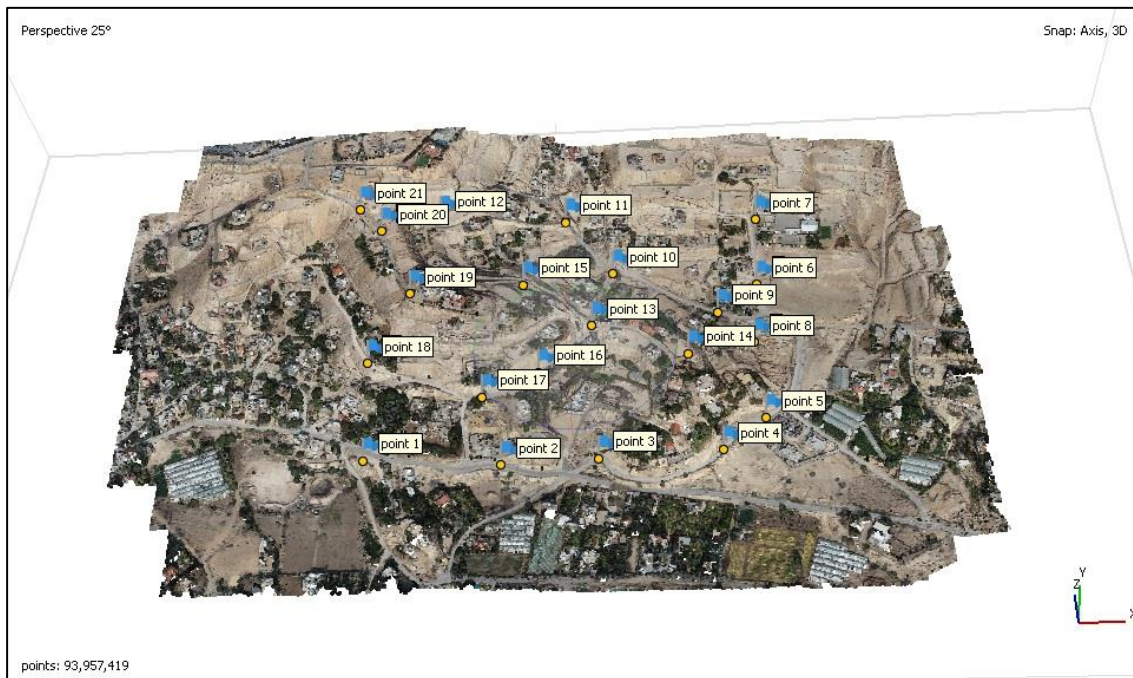 Perspective 25°
Snap: Axis, 3D
point 21
point 12
point 20
point 11
point 7
point 10
point 15
point 6
point 19
point 9
point 13
point 8
point 14
point 18
point 16
point 17
point 5
point 4
point 1
point 3
point 2
Y
Z
X
points: 93,957,419